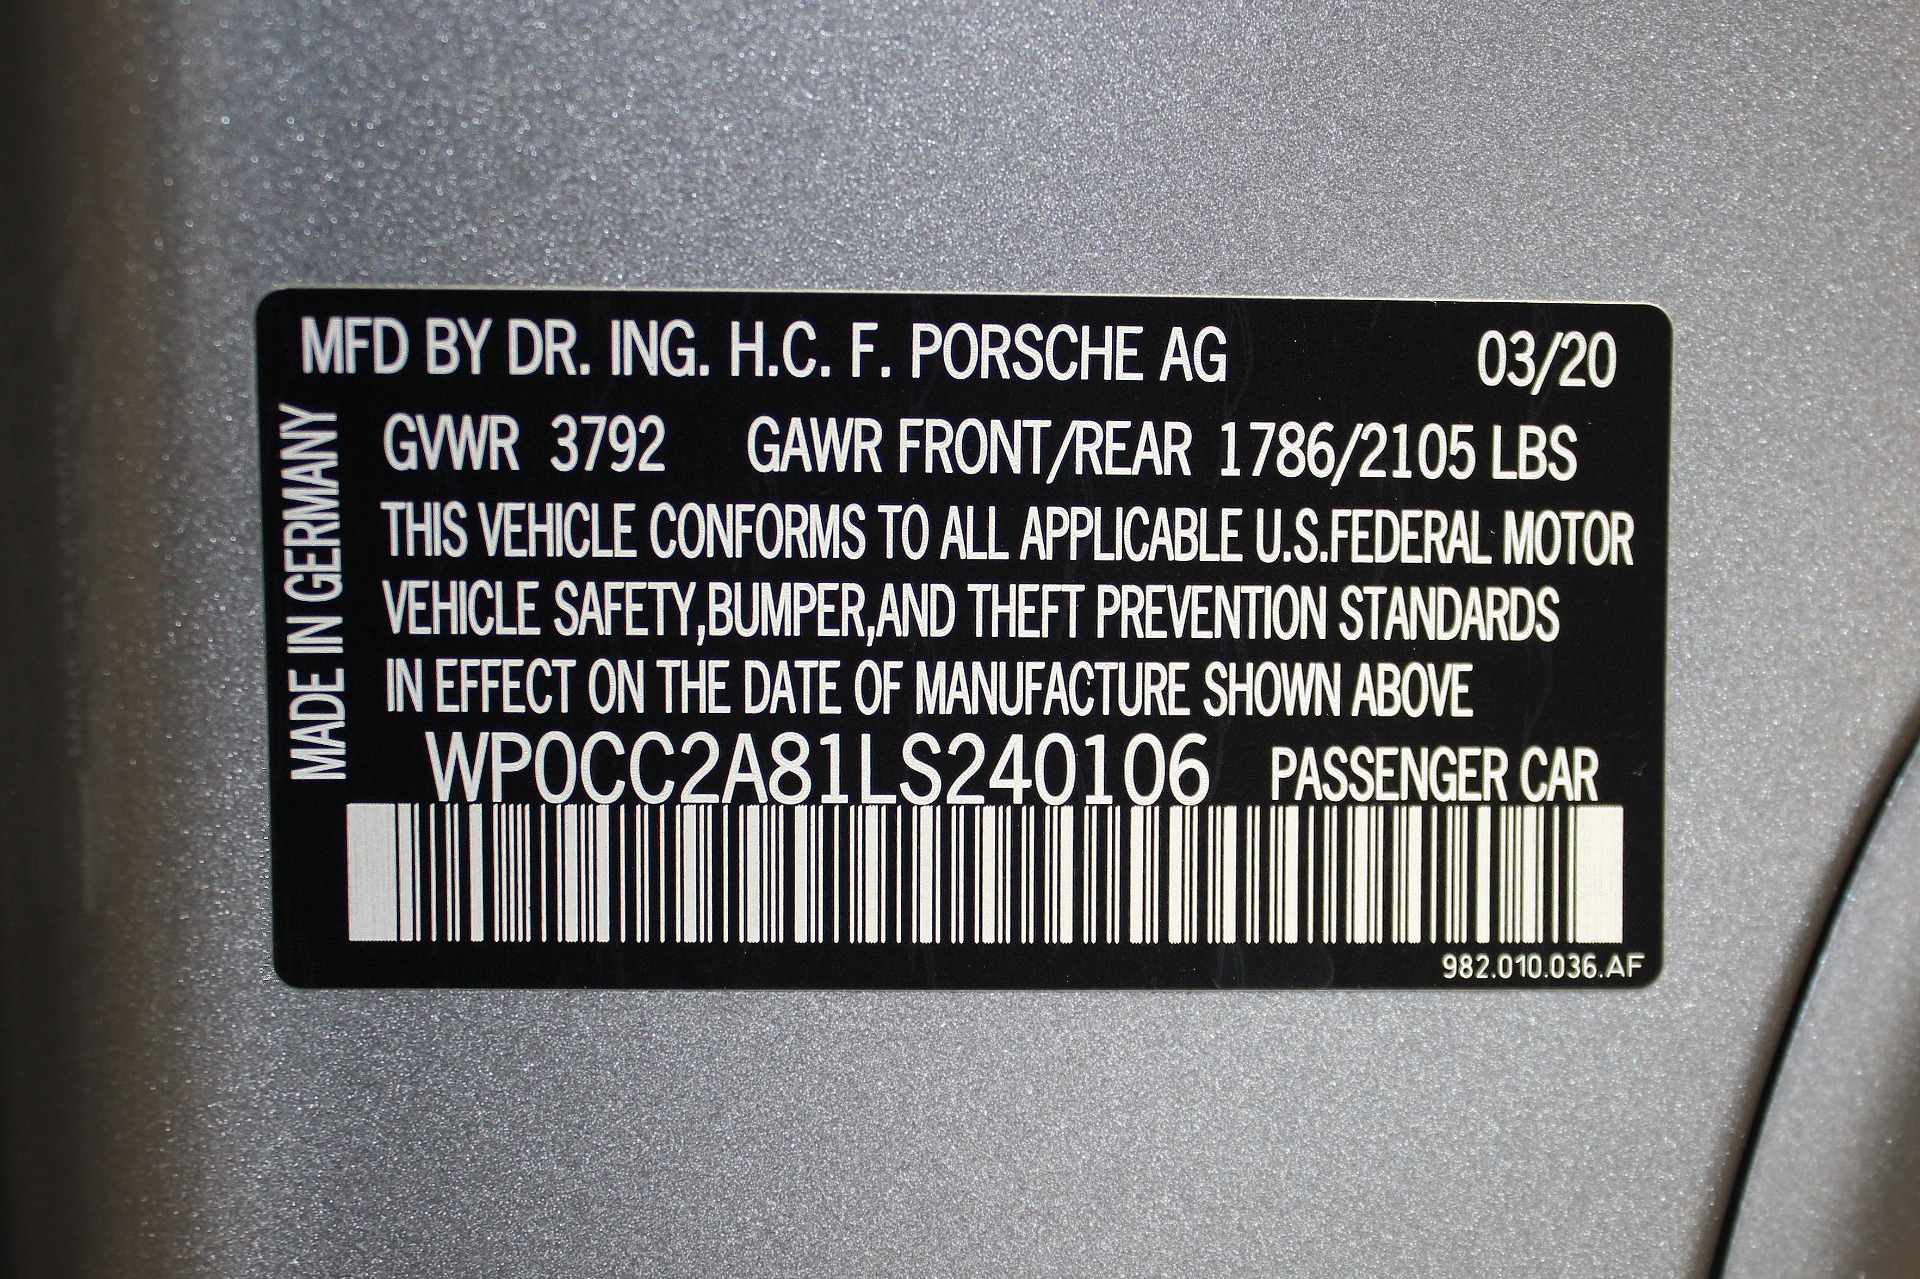 MFD BY DR. ING. H.C. F. PORSCHE AG 03/20
MADE IN GERMANY
GVWR 3792 GAWR FRONT/REAR 1786/2105 LBS
THIS VEHICLE CONFORMS TO ALL APPLICABLE U.S.FEDERAL MOTOR
VEHICLE SAFETY,BUMPER,AND THEFT PREVENTION STANDARDS
IN EFFECT ON THE DATE OF MANUFACTURE SHOWN ABOVE
WP0CC2A81LS240106 PASSENGER CAR
982.010.036.AF